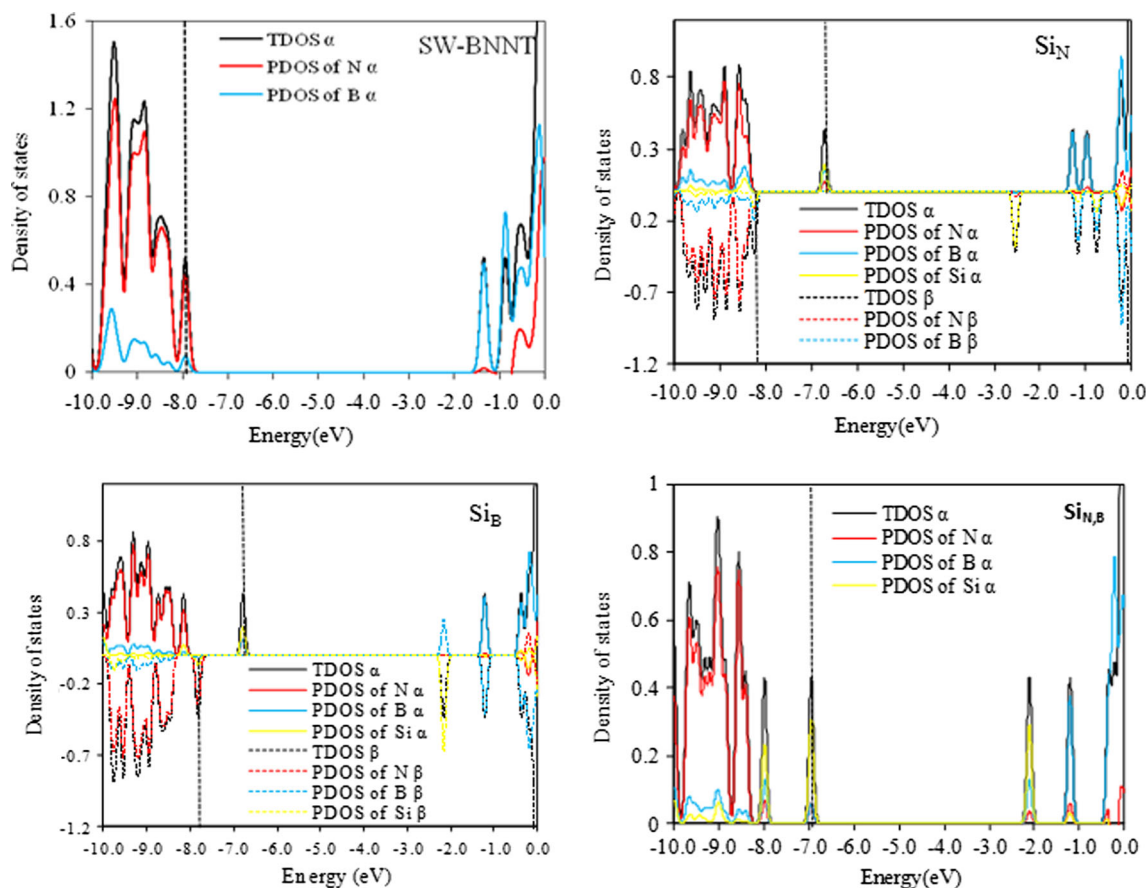 SW-BNNT
TDOS α
PDOS of N α
PDOS of B α
1.6
1.2
0.8
0.4
0
Density of states
-10.0 -9.0 -8.0 -7.0 -6.0 -5.0 -4.0 -3.0 -2.0 -1.0 0.0
Energy(eV)
Si_N
0.8
0.3
0.2
-0.7
-1.2
Density of states
TDOS α
PDOS of N α
PDOS of B α
PDOS of Si α
TDOS β
PDOS of N β
PDOS of B β
-10.0 -9.0 -8.0 -7.0 -6.0 -5.0 -4.0 -3.0 -2.0 -1.0 0.0
Energy(eV)
Si_B
0.8
0.3
-0.2
-0.7
-1.2
Density of states
TDOS α
PDOS of N α
PDOS of B α
PDOS of Si α
TDOS β
PDOS of N β
PDOS of B β
PDOS of Si β
-10.0 -9.0 -8.0 -7.0 -6.0 -5.0 -4.0 -3.0 -2.0 -1.0 0.0
Energy (eV)
Si_N,B
TDOS α
PDOS of N α
PDOS of B α
PDOS of Si α
1
0.8
0.6
0.4
0.2
0
Density of states
-10.0 -9.0 -8.0 -7.0 -6.0 -5.0 -4.0 -3.0 -2.0 -1.0 0.0
Energy(eV)